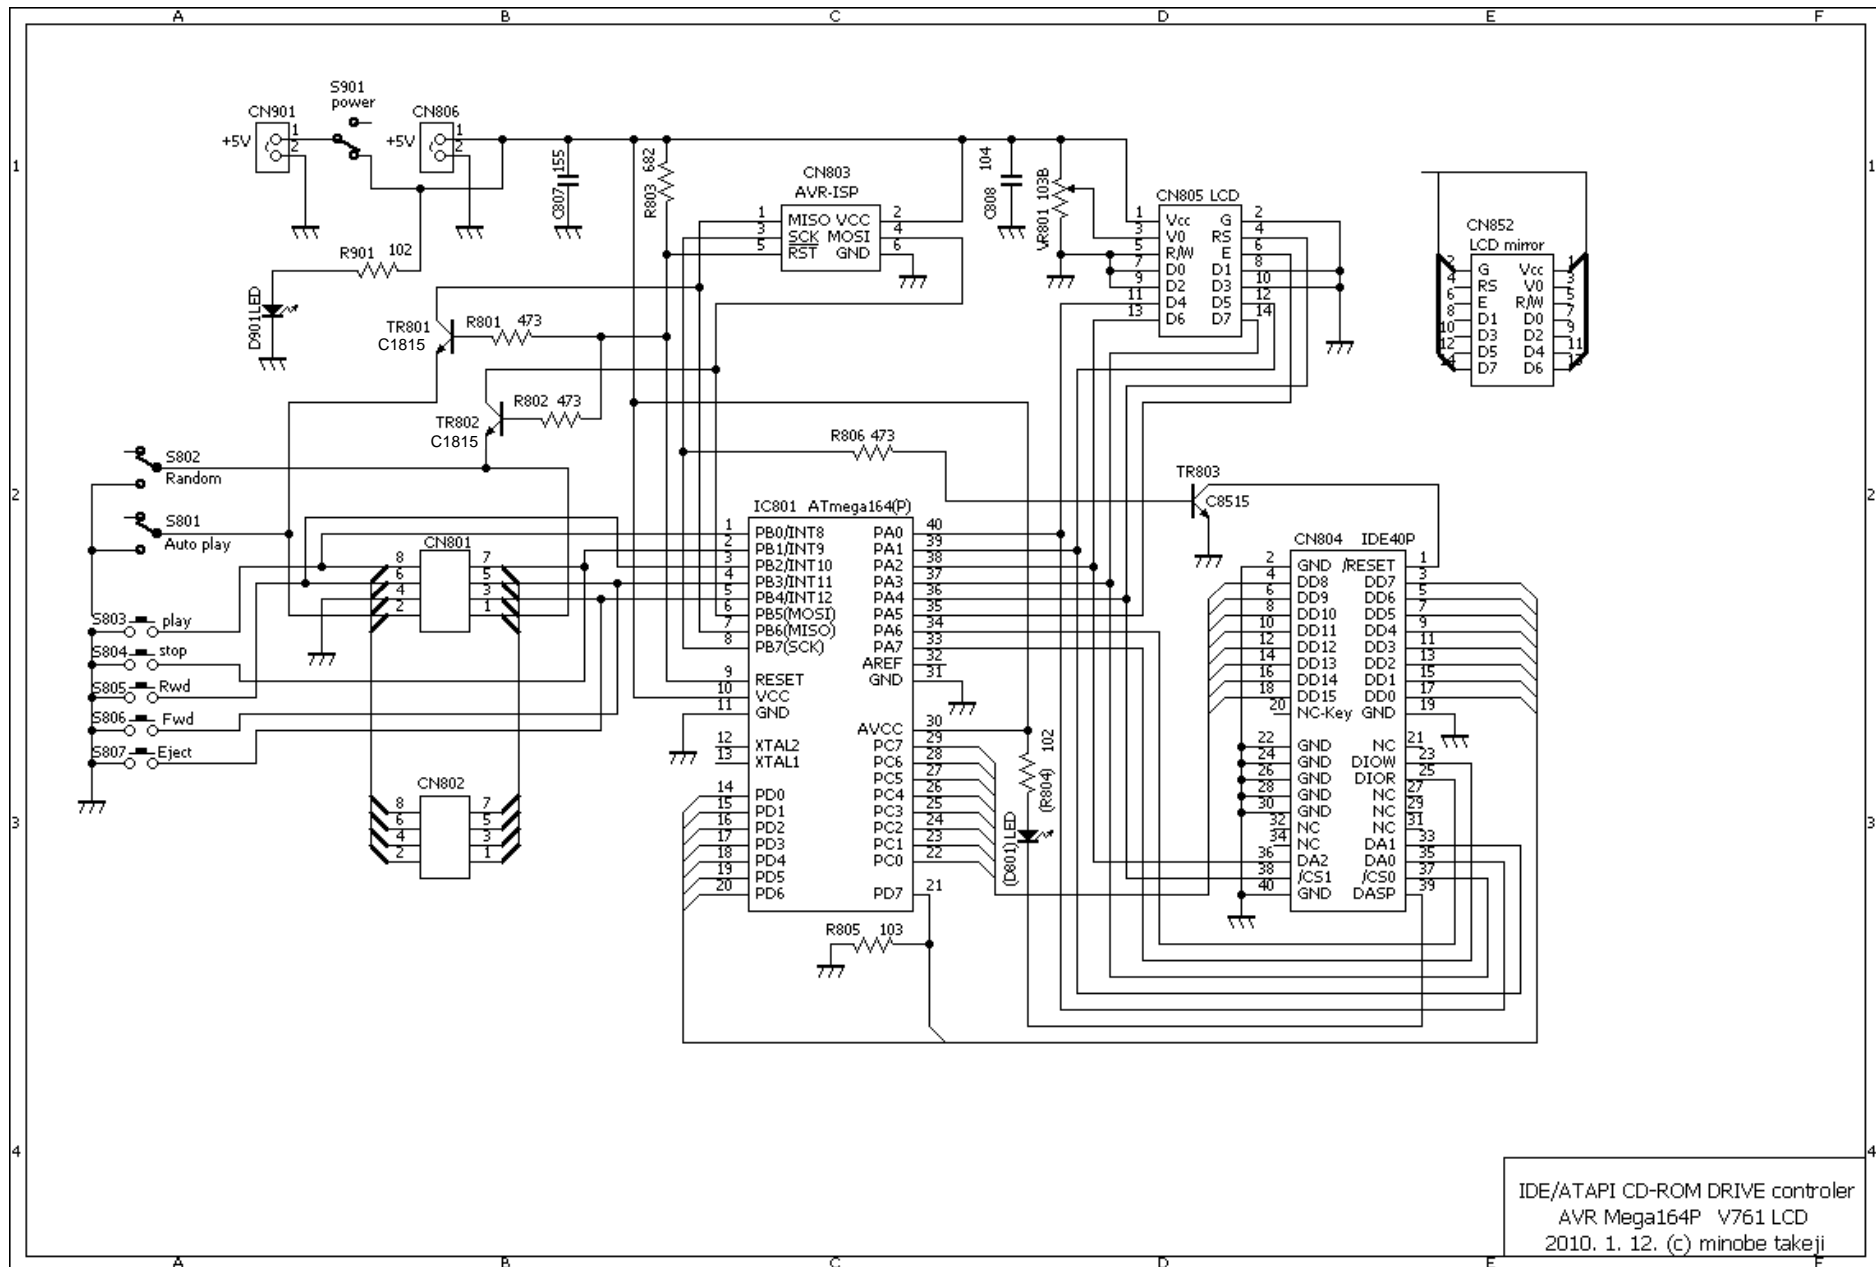 A B C D E F
1
2
3
4
S901
power
CN901
+5V
1
2
CN806
+5V
1
2
R901 102
D901 LED
C807 155
R803 682
CN803
AVR-ISP
1 MISO VCC 2
3 SCK MOSI 4
5 RST GND 6
C808 104
VR801 103B
CN805 LCD
1 Vcc G 2
3 V0 RS 4
5 R/W E 6
7 D0 D1 8
9 D2 D3 10
11 D4 D5 12
13 D6 D7 14
CN852
LCD mirror
2 G Vcc 1
4 RS V0 3
6 E R/W 5
8 D1 D0 7
10 D3 D2 9
12 D5 D4 11
14 D7 D6 13
TR801
C1815
R801 473
TR802
C1815
R802 473
S802
Random
S801
Auto play
R806 473
TR803
C8515
CN801
8 7
6 5
4 3
2 1
S803 play
S804 stop
S805 Rwd
S806 Fwd
S807 Eject
CN802
8 7
6 5
4 3
2 1
IC801 ATmega164(P)
1 PB0/INT8 PA0 40
2 PB1/INT9 PA1 39
3 PB2/INT10 PA2 38
4 PB3/INT11 PA3 37
5 PB4/INT12 PA4 36
6 PB5(MOSI) PA5 35
7 PB6(MISO) PA6 34
8 PB7(SCK) PA7 33
AREF 32
9 RESET GND 31
10 VCC
11 GND
AVCC 30
12 XTAL2 PC7 29
13 XTAL1 PC6 28
PC5 27
14 PD0 PC4 26
15 PD1 PC3 25
16 PD2 PC2 24
17 PD3 PC1 23
18 PD4 PC0 22
19 PD5
20 PD6 PD7 21
R805 103
(R804) 102
(D801) LED
CN804 IDE40P
2 GND /RESET 1
4 DD8 DD7 3
6 DD9 DD6 5
8 DD10 DD5 7
10 DD11 DD4 9
12 DD12 DD3 11
14 DD13 DD2 13
16 DD14 DD1 15
18 DD15 DD0 17
20 NC-Key GND 19
22 GND NC 21
24 GND DIOW 23
26 GND DIOR 25
28 GND NC 27
30 GND NC 29
32 NC NC 31
34 NC DA1 33
36 DA2 DA0 35
38 /CS1 /CS0 37
40 GND DASP 39
IDE/ATAPI CD-ROM DRIVE controler
AVR Mega164P V761 LCD
2010. 1. 12. (c) minobe takeji
1
2
3
4
A B C D E F